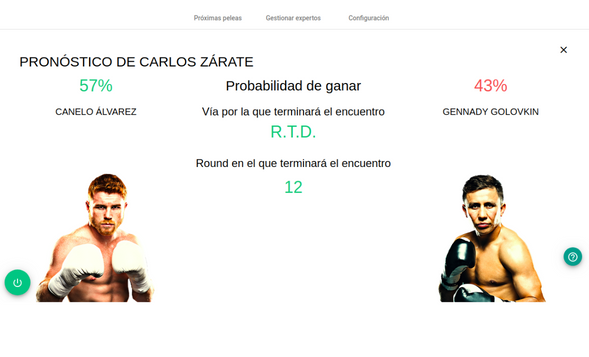 Próximas peleas Gestionar expertos Configuración
PRONÓSTICO DE CARLOS ZÁRATE
57% Probabilidad de ganar 43%
CANELO ÁLVAREZ Vía por la que terminará el encuentro GENNADY GOLOVKIN
R.T.D.
Round en el que terminará el encuentro
12